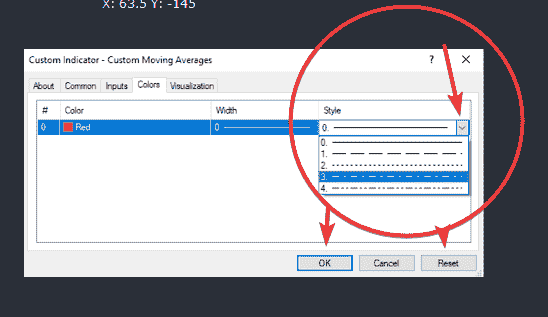 X: 63.5 Y: -145
Custom Indicator - Custom Moving Averages ?
About Common Inputs Colors Visualization
# Color Width Style
0 Red 0 0.
0.
1.
2.
3.
4.
OK Cancel Reset